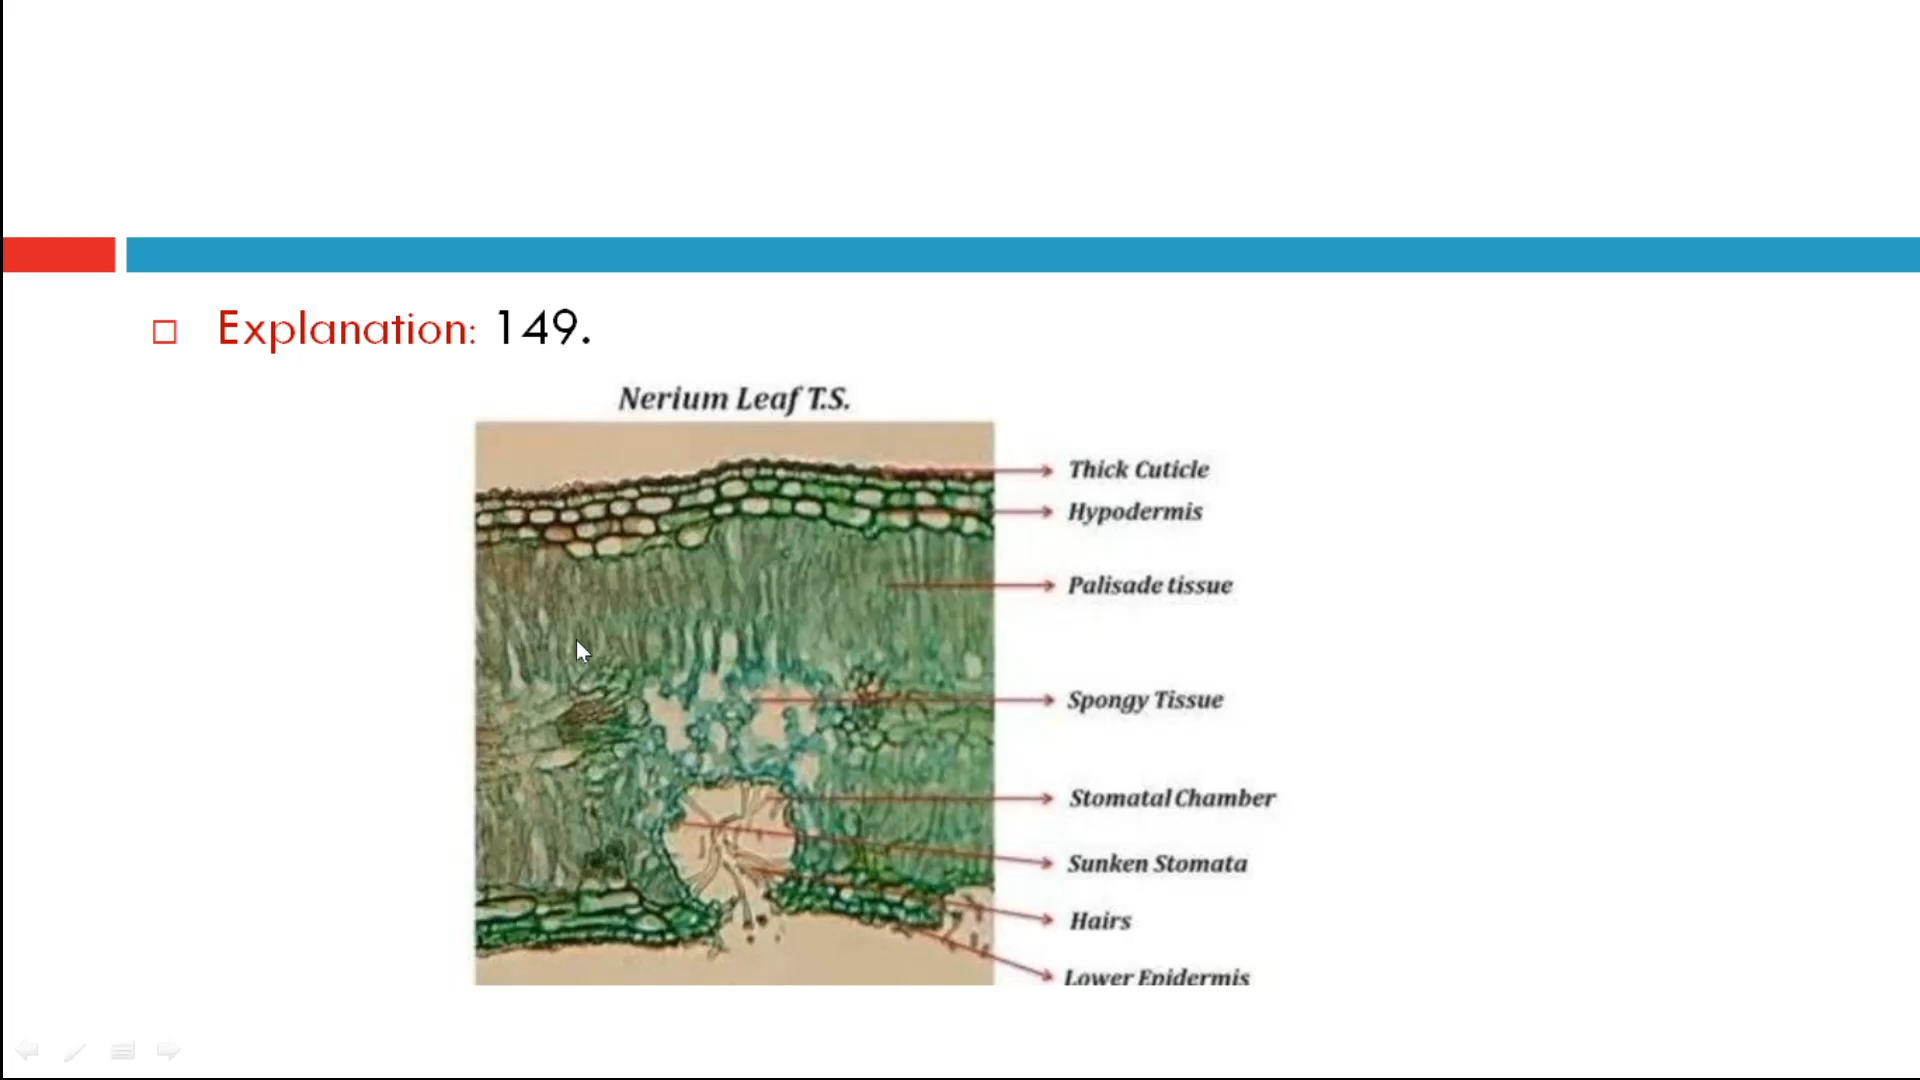 Explanation: 149.
Nerium Leaf T.S.
Thick Cuticle
Hypodermis
Palisade tissue
Spongy Tissue
Stomatal Chamber
Sunken Stomata
Hairs
Lower Epidermis